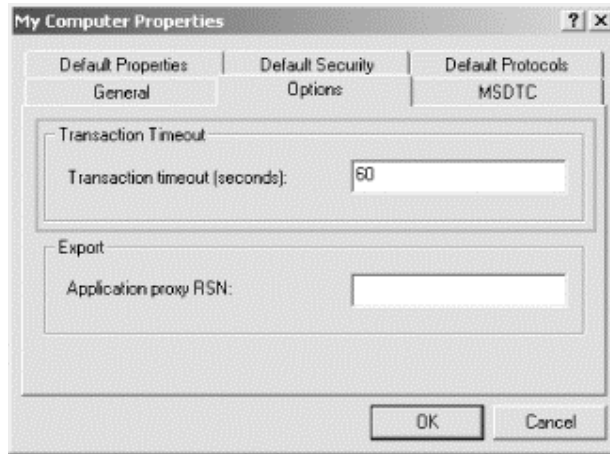 My Computer Properties
Default Properties Default Security Default Protocols
General Options MSDTC
Transaction Timeout
Transaction timeout (seconds): 60
Export
Application proxy RSN:
OK Cancel